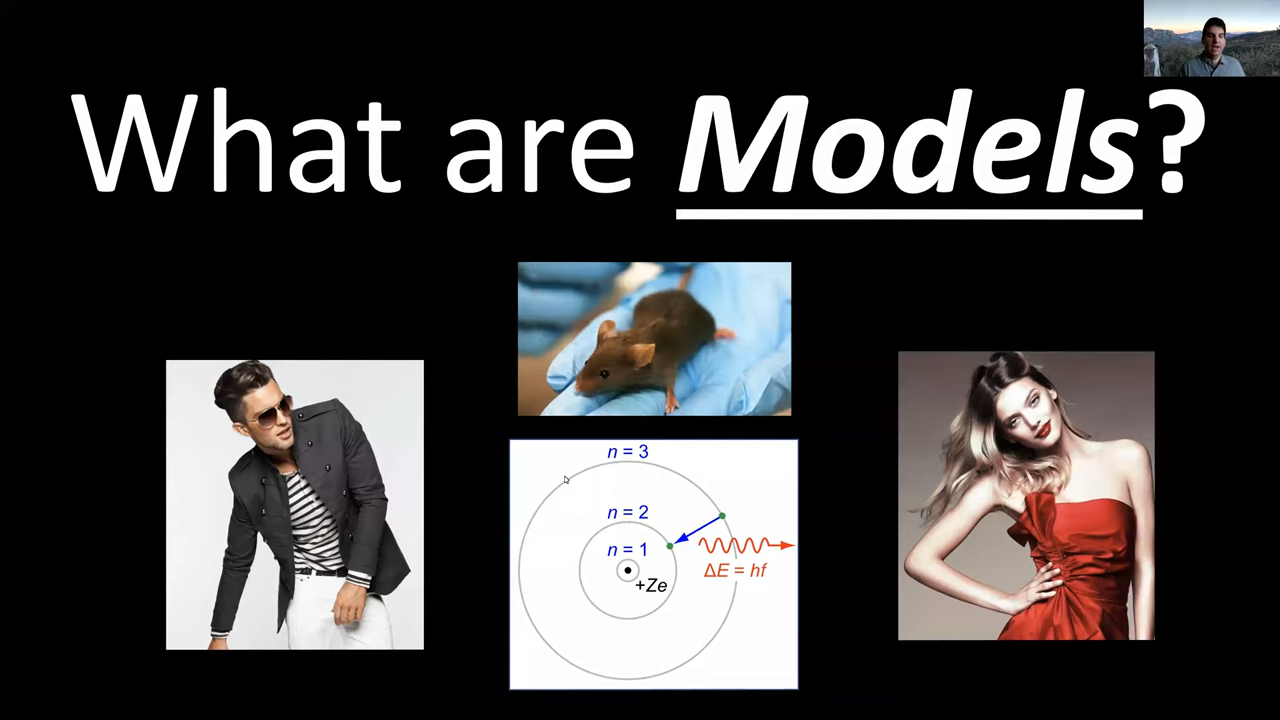 What are Models?
n = 3
n = 2
n = 1
+Ze
ΔE = hf